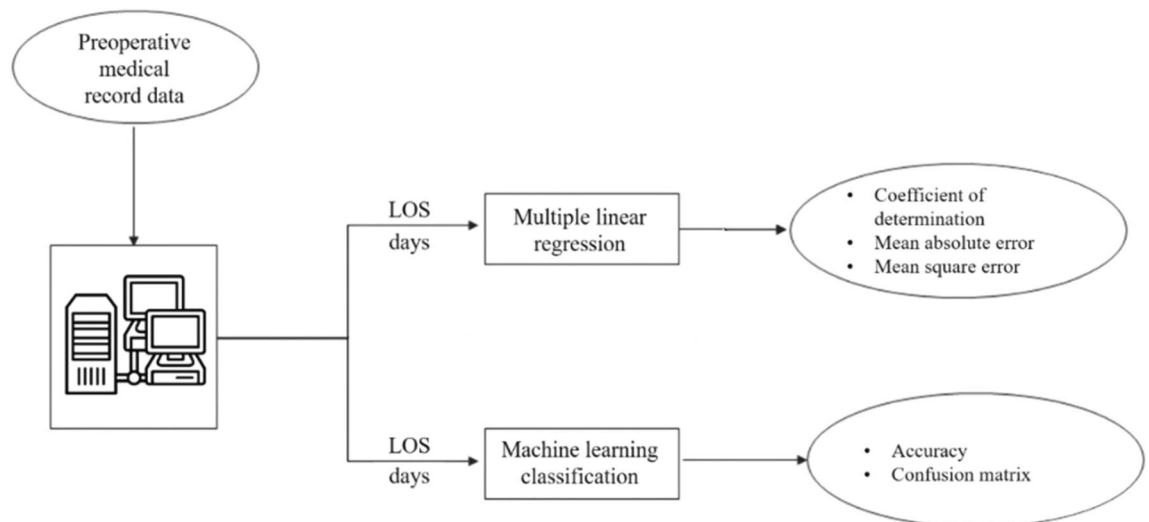 Preoperative
medical
record data
LOS
days
Multiple linear
regression
• Coefficient of
determination
• Mean absolute error
• Mean square error
LOS
days
Machine learning
classification
• Accuracy
• Confusion matrix